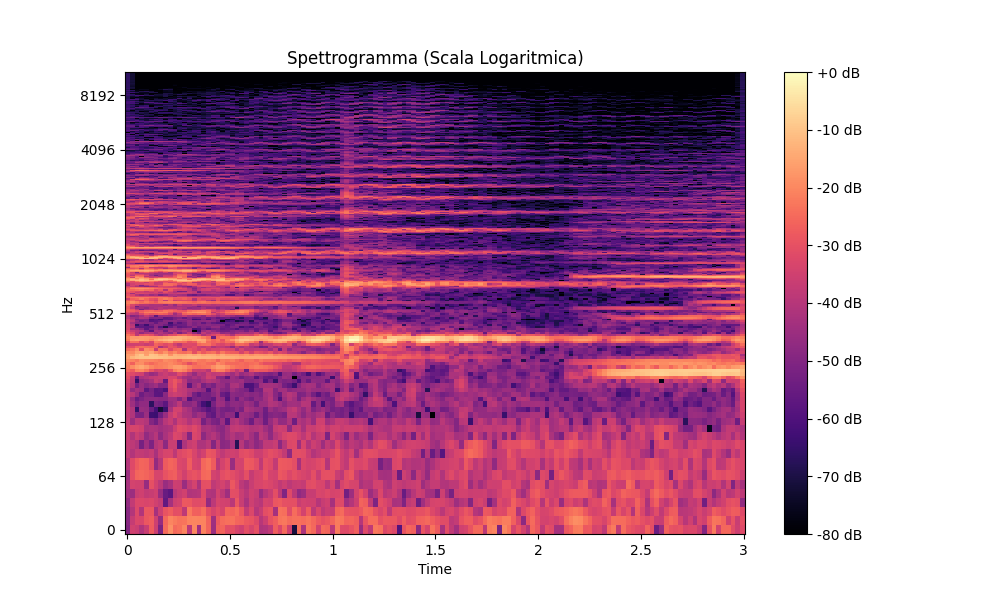 Spettrogramma (Scala Logaritmica)
8192
4096
2048
1024
512
256
128
64
0
Hz
0
0.5
1
1.5
2
2.5
3
Time
+0 dB
-10 dB
-20 dB
-30 dB
-40 dB
-50 dB
-60 dB
-70 dB
-80 dB